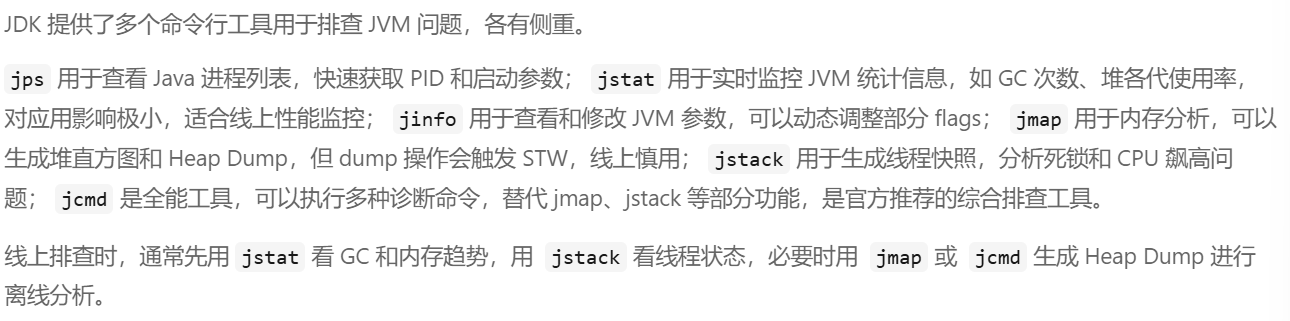 JDK 提供了多个命令行工具用于排查 JVM 问题，各有侧重。
jps 用于查看 Java 进程列表，快速获取 PID 和启动参数； jstat 用于实时监控 JVM 统计信息，如 GC 次数、堆各代使用率，
对应用影响极小，适合线上性能监控； jinfo 用于查看和修改 JVM 参数，可以动态调整部分 flags； jmap 用于内存分析，可以
生成堆直方图和 Heap Dump，但 dump 操作会触发 STW，线上慎用； jstack 用于生成线程快照，分析死锁和 CPU 飙高问
题； jcmd 是全能工具，可以执行多种诊断命令，替代 jmap、jstack 等部分功能，是官方推荐的综合排查工具。
线上排查时，通常先用 jstat 看 GC 和内存趋势，用 jstack 看线程状态，必要时用 jmap 或 jcmd 生成 Heap Dump 进行
离线分析。